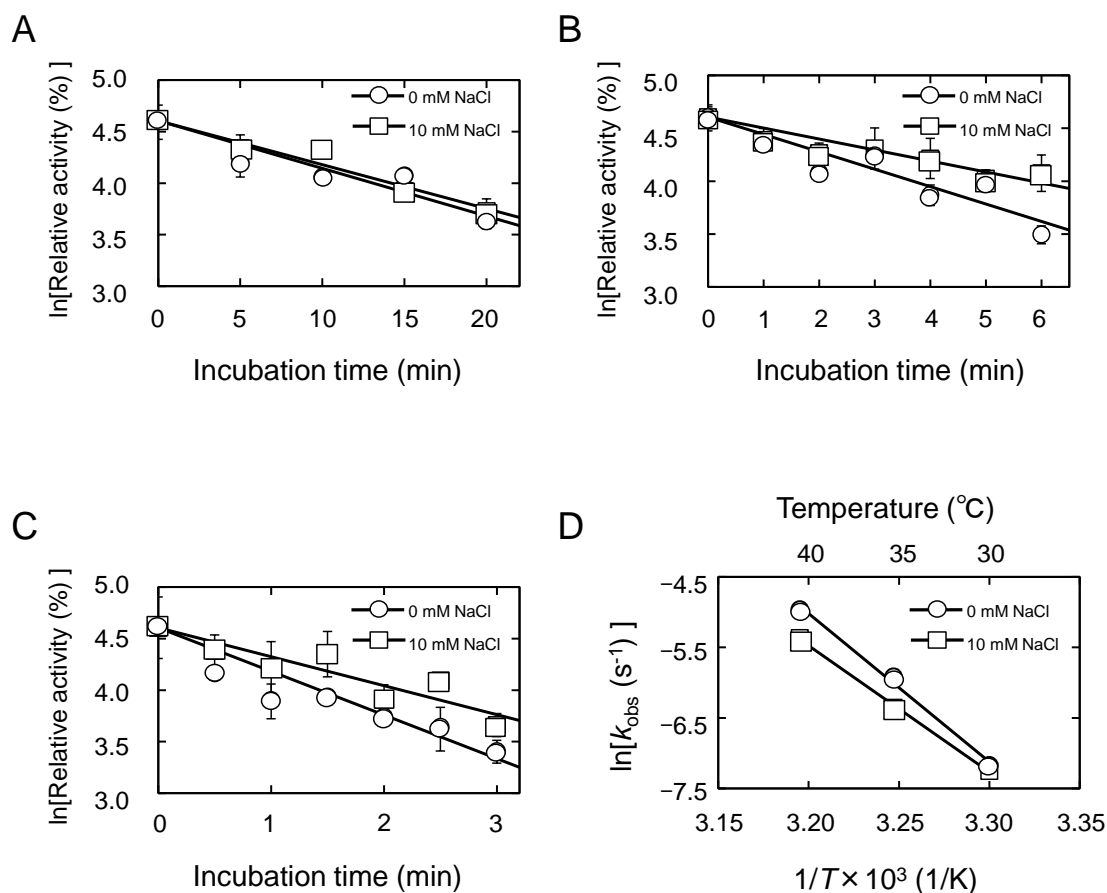 A
ln[Relative activity (%) ]
5.0
4.5
4.0
3.5
3.0
0 mM NaCl
10 mM NaCl
0 5 10 15 20
Incubation time (min)
B
ln[Relative activity (%) ]
5.0
4.5
4.0
3.5
3.0
0 mM NaCl
10 mM NaCl
0 1 2 3 4 5 6
Incubation time (min)
C
ln[Relative activity (%) ]
5.0
4.5
4.0
3.5
3.0
0 mM NaCl
10 mM NaCl
0 1 2 3
Incubation time (min)
D
Temperature (℃)
40 35 30
ln[kobs (s⁻¹) ]
−4.5
−5.5
−6.5
−7.5
0 mM NaCl
10 mM NaCl
3.15 3.20 3.25 3.30 3.35
1/T × 10³ (1/K)